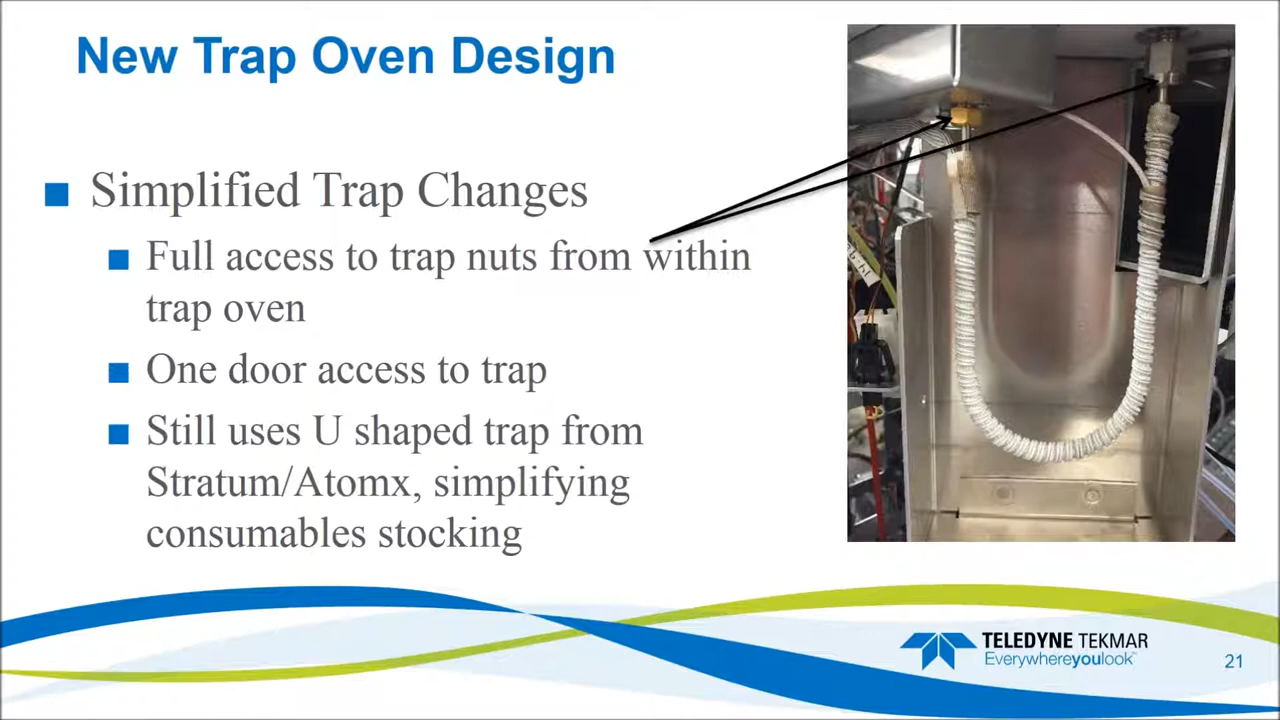 New Trap Oven Design
Simplified Trap Changes
Full access to trap nuts from within
trap oven
One door access to trap
Still uses U shaped trap from
Stratum/Atomx, simplifying
consumables stocking
TELEDYNE TEKMAR
Everywhereyoulook™
21